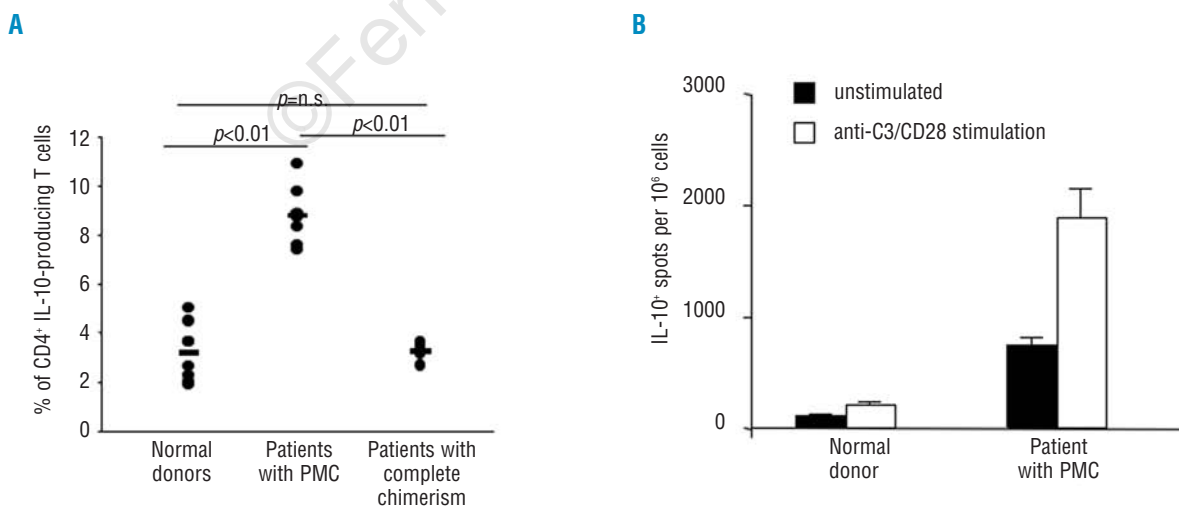 A
©Fer
p=n.s.
p<0.01
p<0.01
% of CD4⁺ IL-10-producing T cells
12
10
8
6
4
2
0
Normal
donors
Patients
with PMC
Patients with
complete
chimerism
B
IL-10⁺ spots per 10⁶ cells
3000
2000
1000
0
unstimulated
anti-C3/CD28 stimulation
Normal
donor
Patient
with PMC